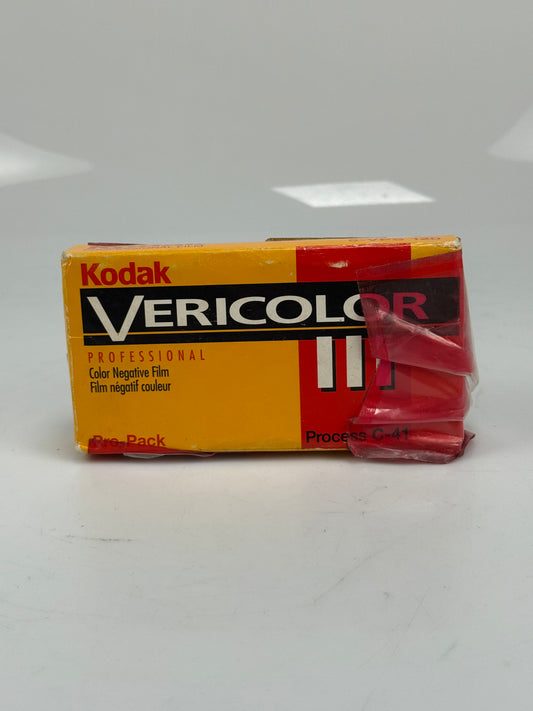 Kodak
VERICOLOR
III
PROFESSIONAL
Color Negative Film
Film négatif couleur
Pro-Pack
Process C-41